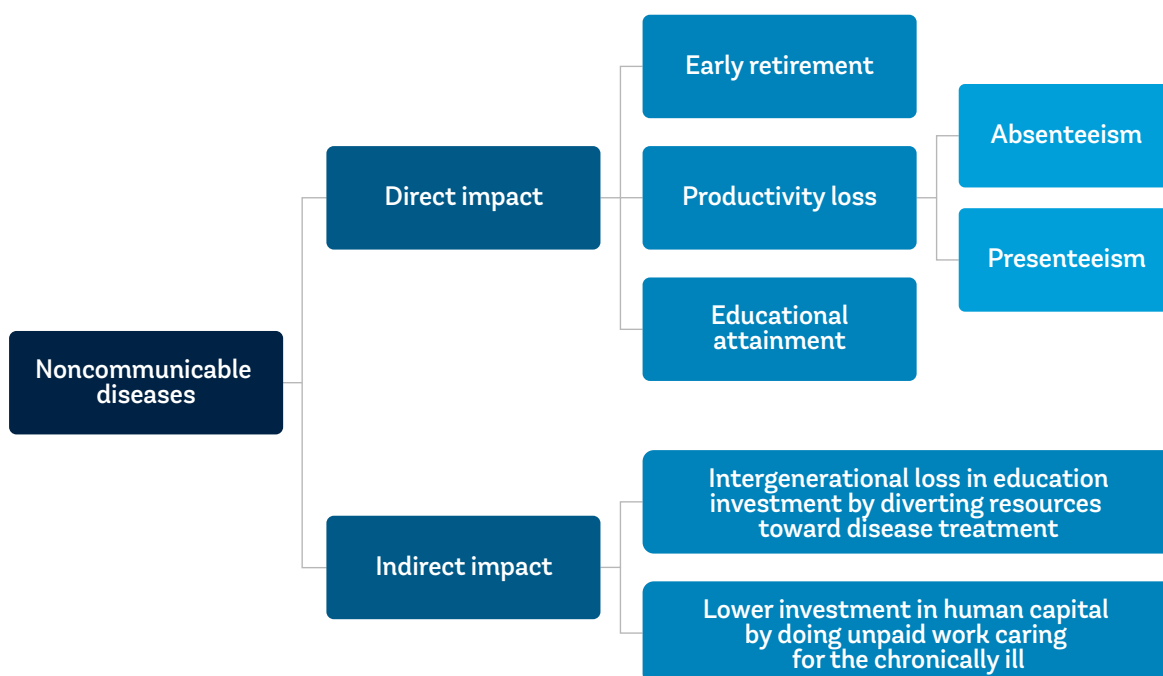 Early retirement
Absenteeism
Direct impact
Productivity loss
Presenteeism
Educational
attainment
Noncommunicable
diseases
Intergenerational loss in education
investment by diverting resources
toward disease treatment
Indirect impact
Lower investment in human capital
by doing unpaid work caring
for the chronically ill